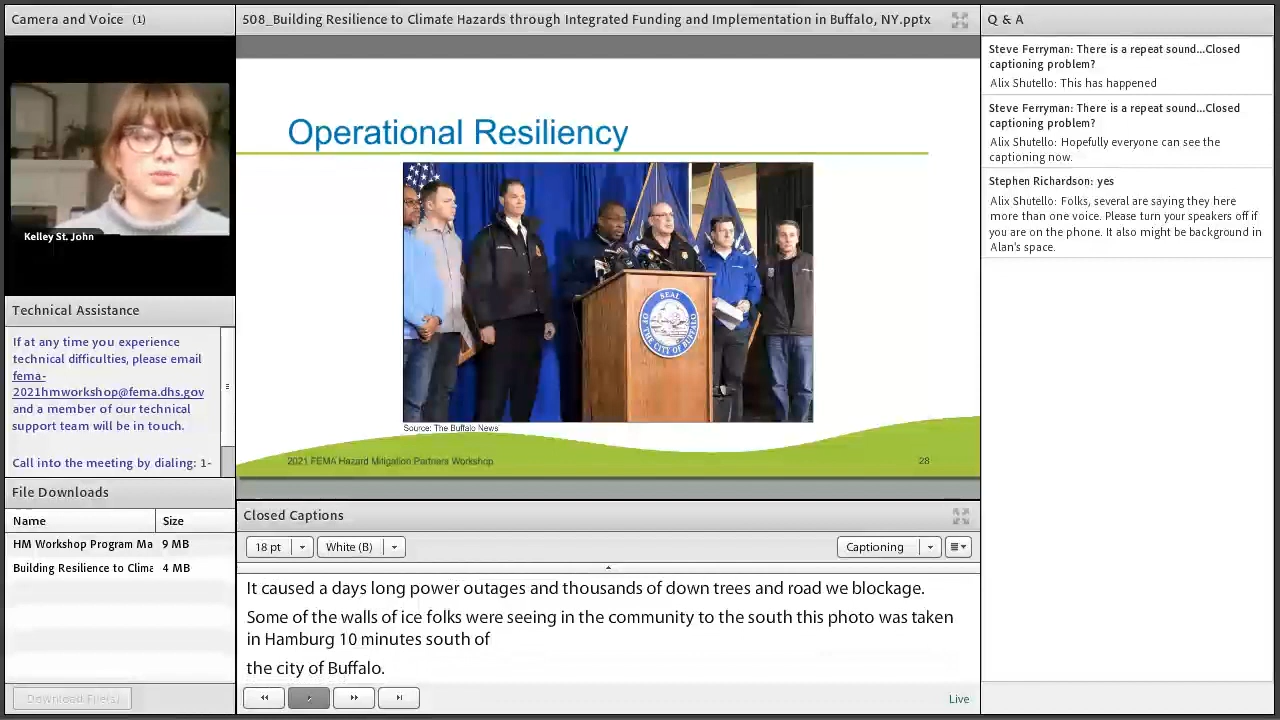 Camera and Voice (1)
Kelley St. John
Technical Assistance
If at any time you experience
technical difficulties, please email
fema-
2021hmworkshop@fema.dhs.gov
and a member of our technical
support team will be in touch.
Call into the meeting by dialing: 1-
File Downloads
Name Size
HM Workshop Program Ma 9 MB
Building Resilience to Clima 4 MB
Download File(s)
508_Building Resilience to Climate Hazards through Integrated Funding and Implementation in Buffalo, NY.pptx
Operational Resiliency
SEAL
OF THE CITY OF BUFFALO
Source: The Buffalo News
2021 FEMA Hazard Mitigation Partners Workshop
28
Closed Captions
18 pt White (B) Captioning
It caused a days long power outages and thousands of down trees and road we blockage.
Some of the walls of ice folks were seeing in the community to the south this photo was taken
in Hamburg 10 minutes south of
the city of Buffalo.
Live
Q & A
Steve Ferryman: There is a repeat sound...Closed
captioning problem?
Alix Shutello: This has happened
Steve Ferryman: There is a repeat sound...Closed
captioning problem?
Alix Shutello: Hopefully everyone can see the
captioning now.
Stephen Richardson: yes
Alix Shutello: Folks, several are saying they here
more than one voice. Please turn your speakers off if
you are on the phone. It also might be background in
Alan's space.